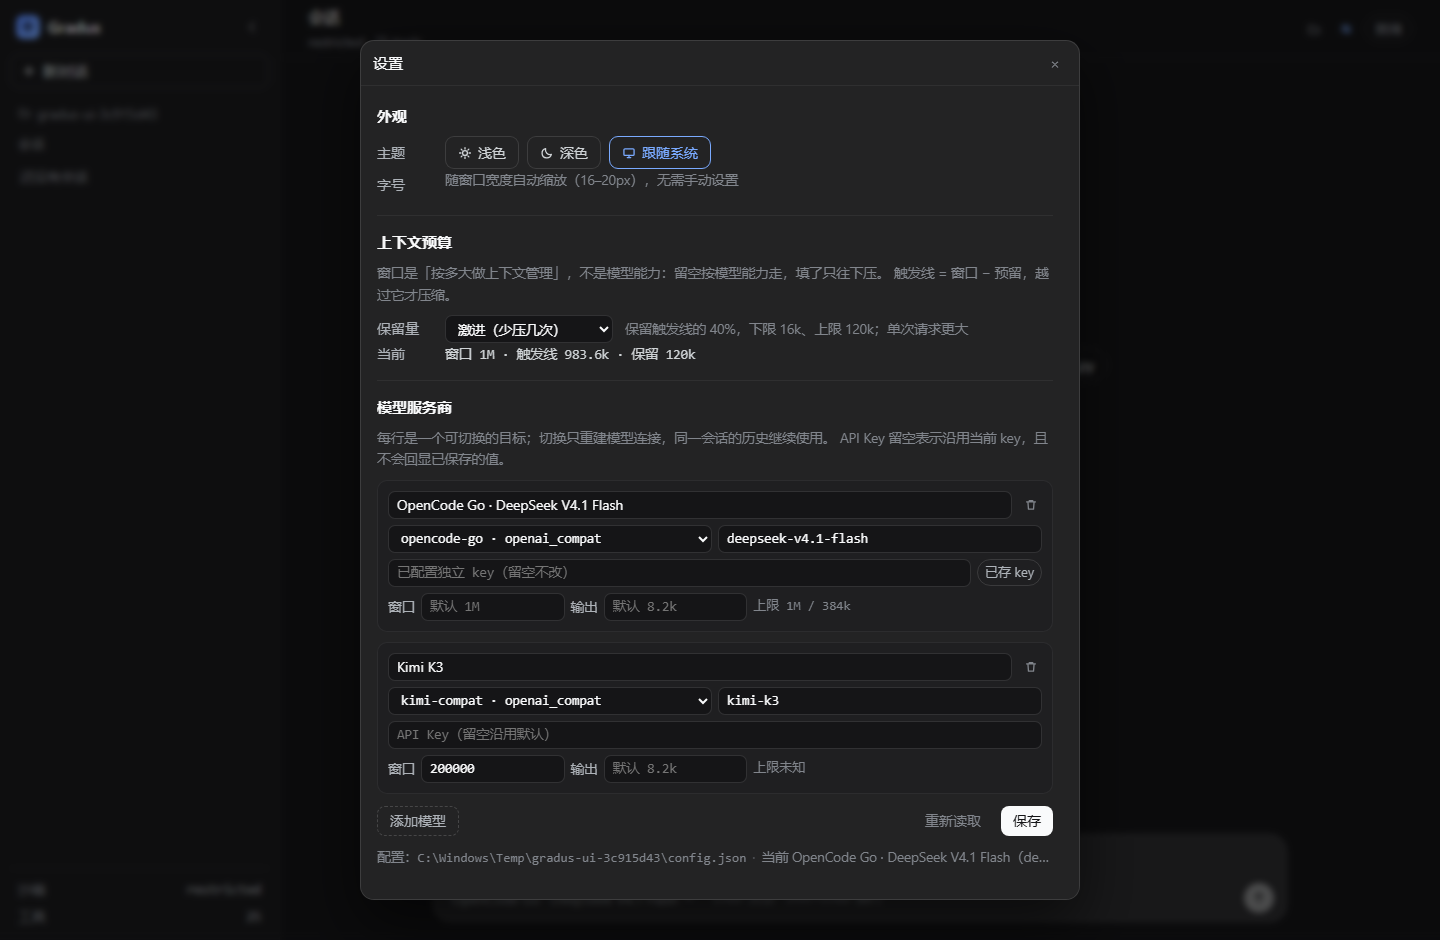 Gradus
设置
×
外观
主题
浅色
深色
跟随系统
字号
随窗口宽度自动缩放（16–20px），无需手动设置
上下文预算
窗口是「按多大做上下文管理」，不是模型能力：留空按模型能力走，填了只往下压。 触发线 = 窗口 − 预留，越
过它才压缩。
保留量
激进（少压几次）
保留触发线的 40%，下限 16k、上限 120k；单次请求更大
当前
窗口 1M · 触发线 983.6k · 保留 120k
模型服务商
每行是一个可切换的目标；切换只重建模型连接，同一会话的历史继续使用。 API Key 留空表示沿用当前 key，且
不会回显已保存的值。
OpenCode Go · DeepSeek V4.1 Flash
opencode-go · openai_compat
deepseek-v4.1-flash
已配置独立 key（留空不改）
已存 key
窗口
默认 1M
输出
默认 8.2k
上限 1M / 384k
Kimi K3
kimi-compat · openai_compat
kimi-k3
API Key（留空沿用默认）
窗口
200000
输出
默认 8.2k
上限未知
添加模型
重新读取
保存
配置：C:\Windows\Temp\gradus-ui-3c915d43\config.json · 当前 OpenCode Go · DeepSeek V4.1 Flash（de…